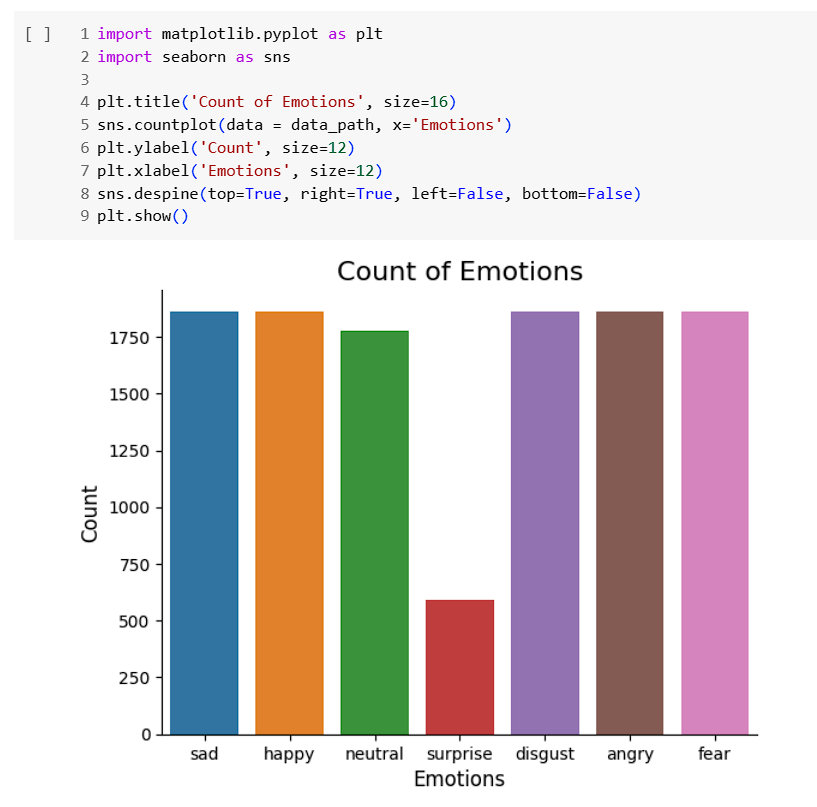 [ ] 1 import matplotlib.pyplot as plt
2 import seaborn as sns
3
4 plt.title('Count of Emotions', size=16)
5 sns.countplot(data = data_path, x='Emotions')
6 plt.ylabel('Count', size=12)
7 plt.xlabel('Emotions', size=12)
8 sns.despine(top=True, right=True, left=False, bottom=False)
9 plt.show()
Count of Emotions
1750
1500
1250
1000
750
500
250
0
Count
sad happy neutral surprise disgust angry fear
Emotions